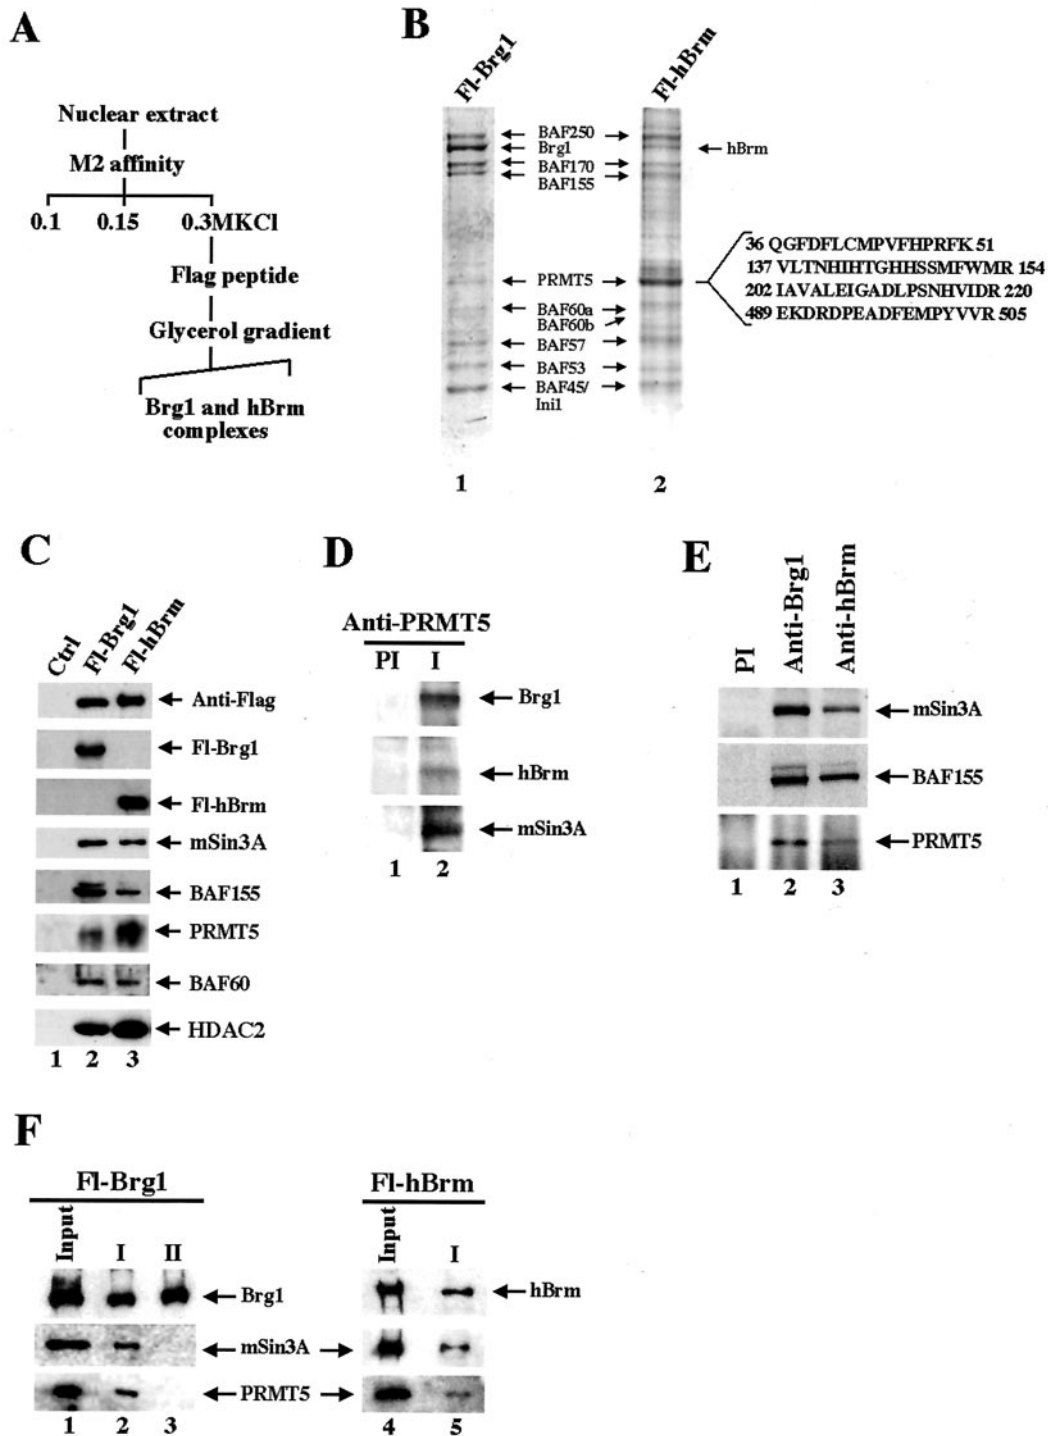 A
Nuclear extract
M2 affinity
0.1 0.15 0.3MKCl
Flag peptide
Glycerol gradient
Brg1 and hBrm
complexes
B
Fl-Brg1 Fl-hBrm
BAF250
Brg1
hBrm
BAF170
BAF155
PRMT5
BAF60a
BAF60b
BAF57
BAF53
BAF45/
Ini1
36 QGFDFLCMPVFHPRFK 51
137 VLTNHIHTGHHSSMFWMR 154
202 IAVALEIGADLPSNHVIDR 220
489 EKDRDPEADFEMPYVVR 505
1 2
C
Ctrl Fl-Brg1 Fl-hBrm
Anti-Flag
Fl-Brg1
Fl-hBrm
mSin3A
BAF155
PRMT5
BAF60
HDAC2
1 2 3
D
Anti-PRMT5
PI I
Brg1
hBrm
mSin3A
1 2
E
PI Anti-Brg1 Anti-hBrm
mSin3A
BAF155
PRMT5
1 2 3
F
Fl-Brg1 Fl-hBrm
Input I II Input I
Brg1 hBrm
mSin3A
PRMT5
1 2 3 4 5